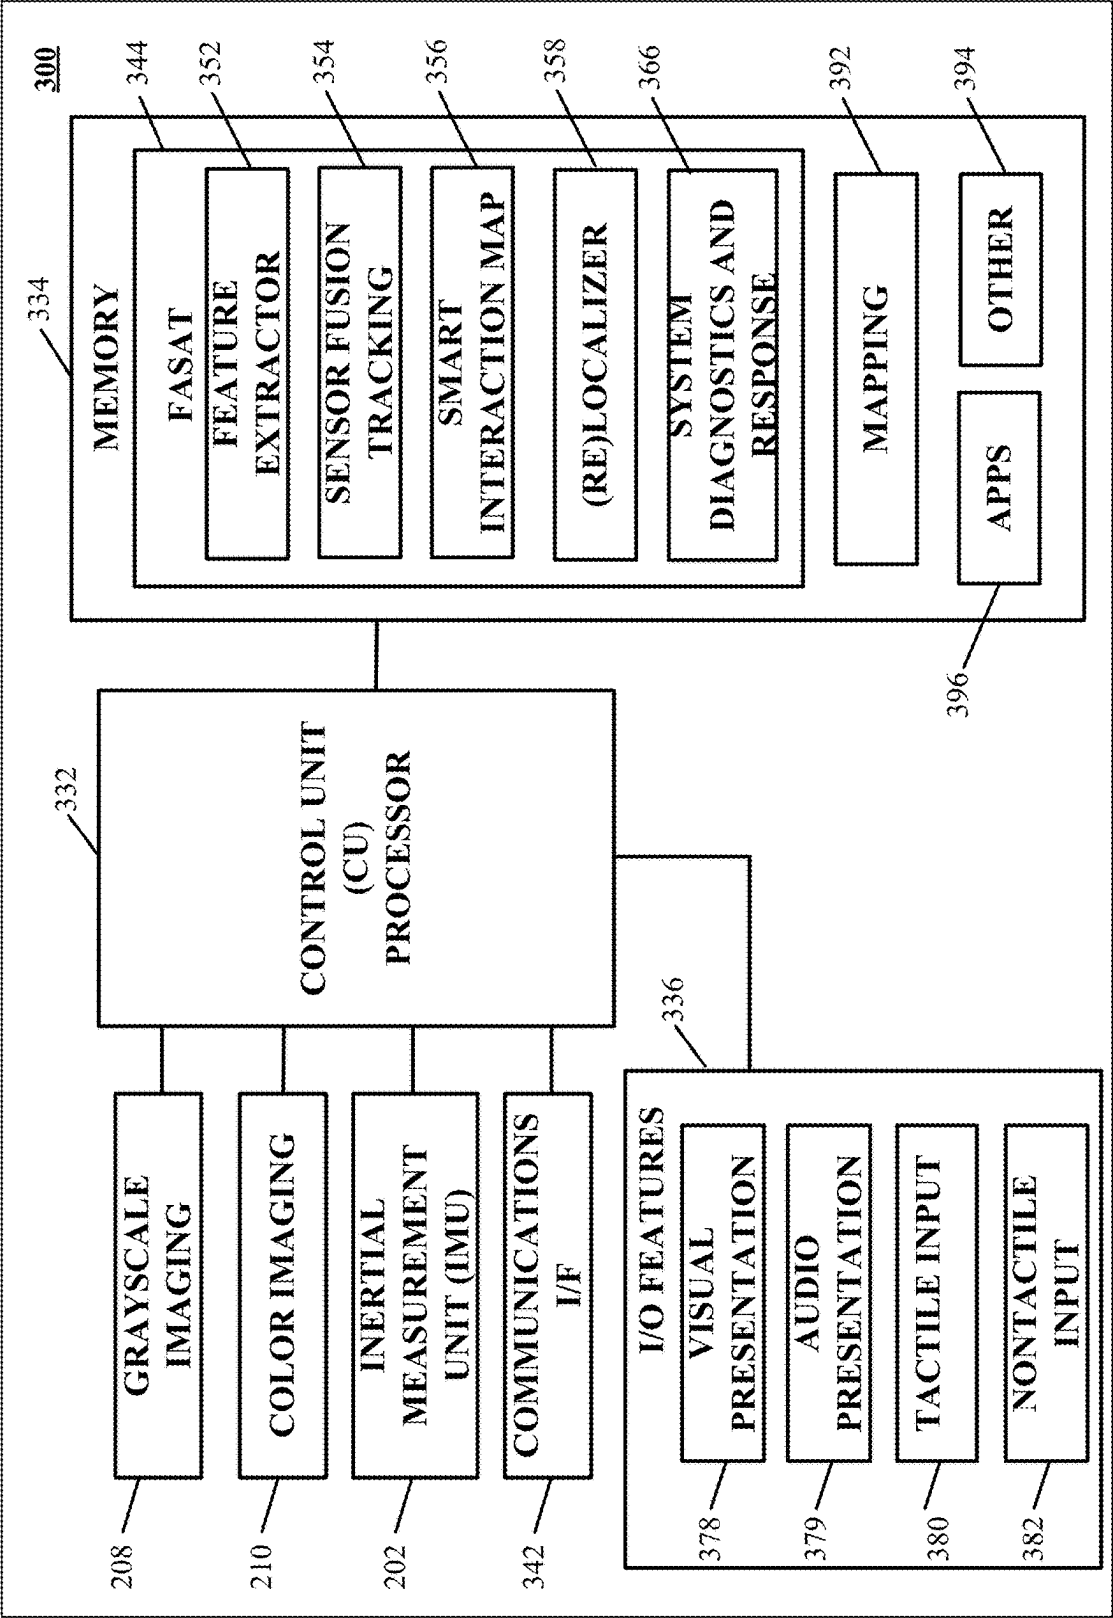 300
332
334
GRAYSCALE
IMAGING
208
COLOR IMAGING
210
INERTIAL
MEASUREMENT
UNIT (IMU)
202
COMMUNICATIONS
I/F
342
CONTROL UNIT
(CU)
PROCESSOR
MEMORY
FASAT
344
FEATURE
EXTRACTOR
352
SENSOR FUSION
TRACKING
354
SMART
INTERACTION MAP
356
(RE)LOCALIZER
358
SYSTEM
DIAGNOSTICS AND
RESPONSE
366
MAPPING
392
APPS
396
OTHER
394
336
I/O FEATURES
VISUAL
PRESENTATION
378
AUDIO
PRESENTATION
379
TACTILE INPUT
380
NONTACTILE
INPUT
382